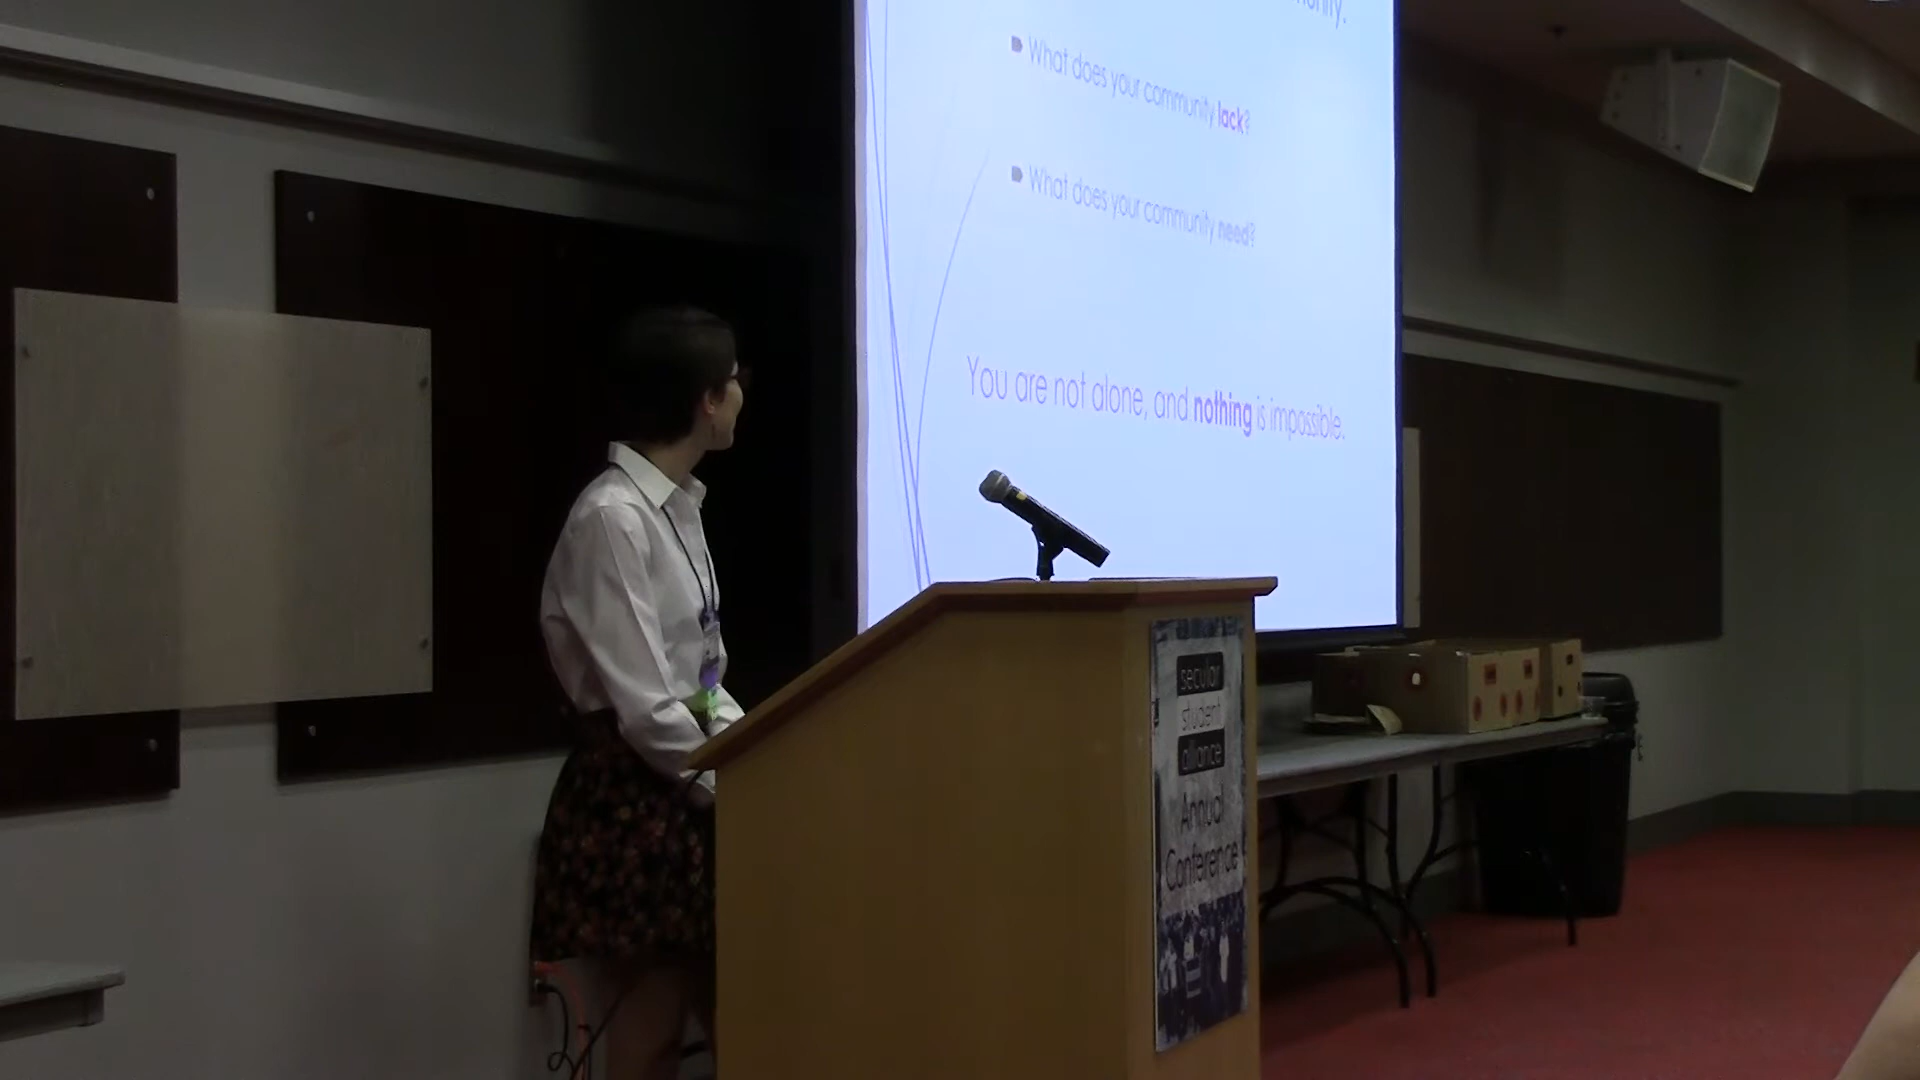 What does your community lack?
What does your community need?
You are not alone, and nothing is impossible.
secular
student
alliance
Annual
Conference